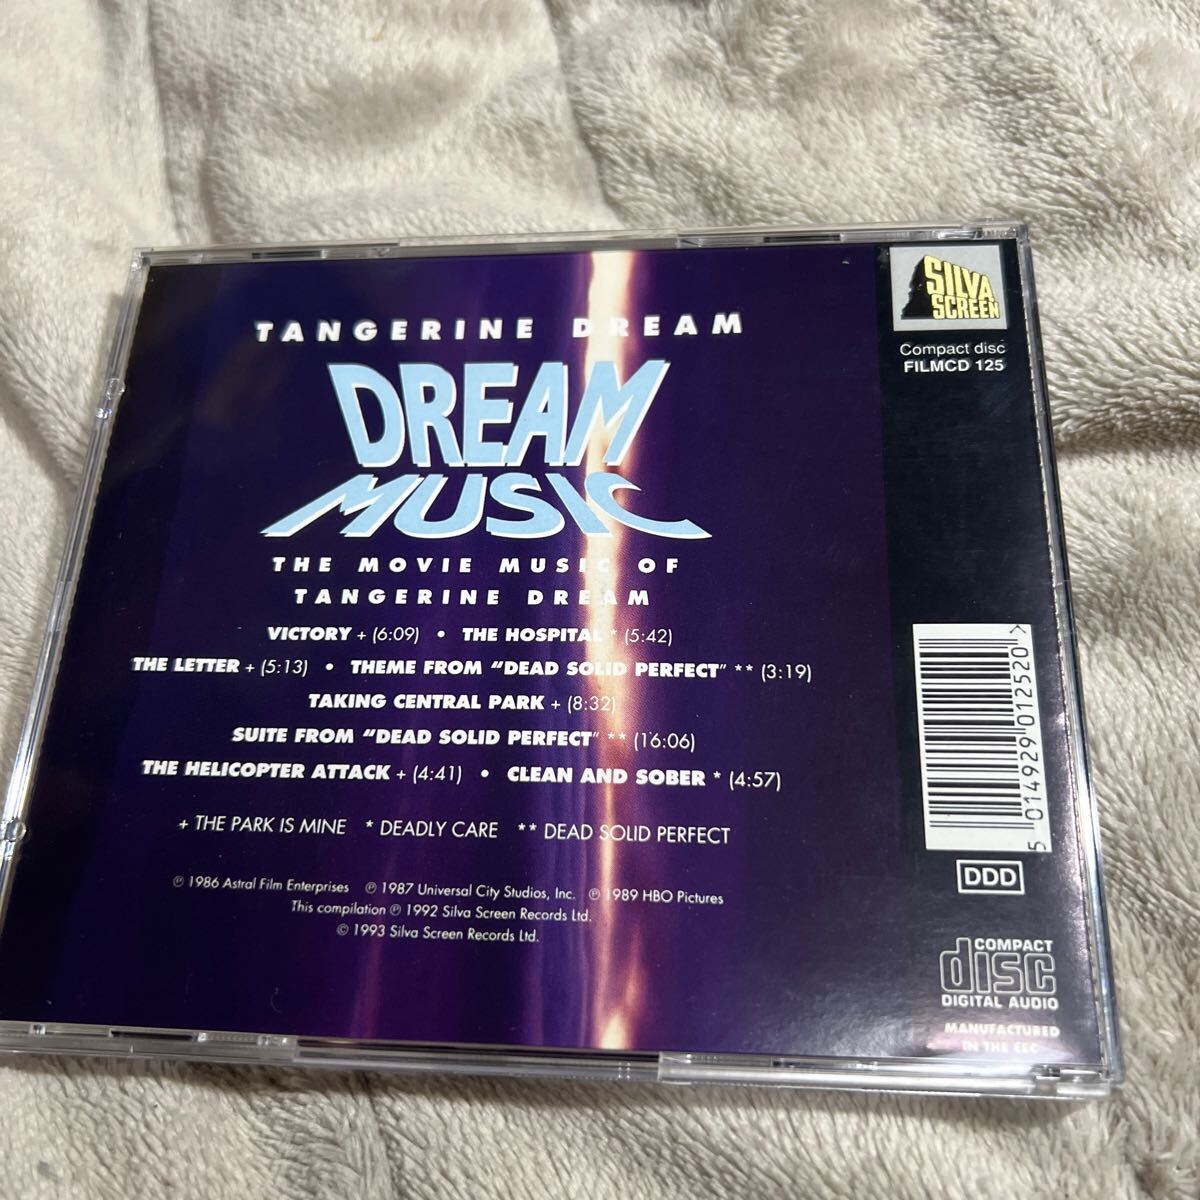 TANGERINE DREAM
DREAM
MUSIC
THE MOVIE MUSIC OF
TANGERINE DREAM
VICTORY + (6:09) • THE HOSPITAL * (5:42)
THE LETTER + (5:13) • THEME FROM “DEAD SOLID PERFECT” ** (3:19)
TAKING CENTRAL PARK + (8:32)
SUITE FROM “DEAD SOLID PERFECT” ** (16:06)
THE HELICOPTER ATTACK + (4:41) • CLEAN AND SOBER * (4:57)
+ THE PARK IS MINE * DEADLY CARE ** DEAD SOLID PERFECT
℗ 1986 Astral Film Enterprises ℗ 1987 Universal City Studios, Inc. ℗ 1989 HBO Pictures
This compilation ℗ 1992 Silva Screen Records Ltd.
© 1993 Silva Screen Records Ltd.
SILVA
SCREEN
Compact disc
FILMCD 125
5 014929 012520 >
DDD
COMPACT
disc
DIGITAL AUDIO
MANUFACTURED
IN THE EEC